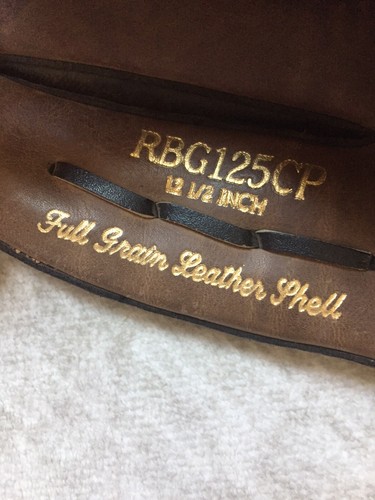 RBG125CP
12 1/2 INCH
Full Grain Leather Shell